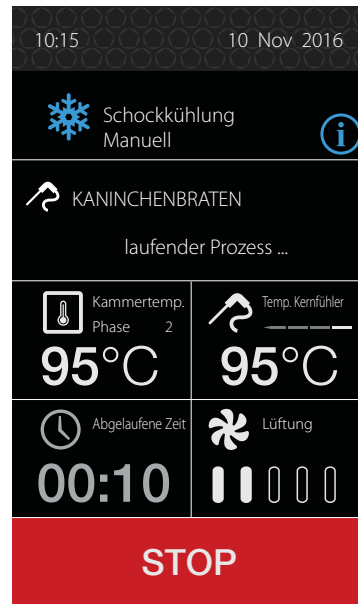 10:15 10 Nov 2016
Schockkühlung
Manuell
i
KANINCHENBRATEN
laufender Prozess ...
Kammertemp.
Phase 2
95°C
Temp. Kernfühler
95°C
Abgelaufene Zeit
00:10
Lüftung
STOP